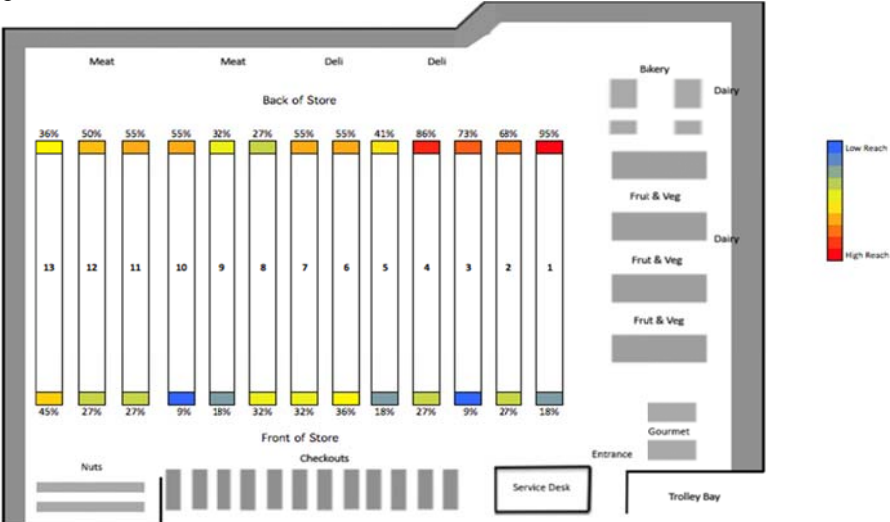 Meat Meat Deli Deli
Bikery
Dairy
Back of Store
36% 50% 55% 55% 32% 27% 55% 55% 41% 86% 73% 68% 95%
Low Reach
Fruit & Veg
Dairy
High Reach
Frut & Veg
13 12 11 10 9 8 7 6 5 4 3 2 1
Frut & Veg
45% 27% 27% 9% 18% 32% 32% 36% 18% 27% 9% 27% 18%
Front of Store
Gourmet
Checkouts
Entrance
Nuts
Service Desk
Trolley Bay